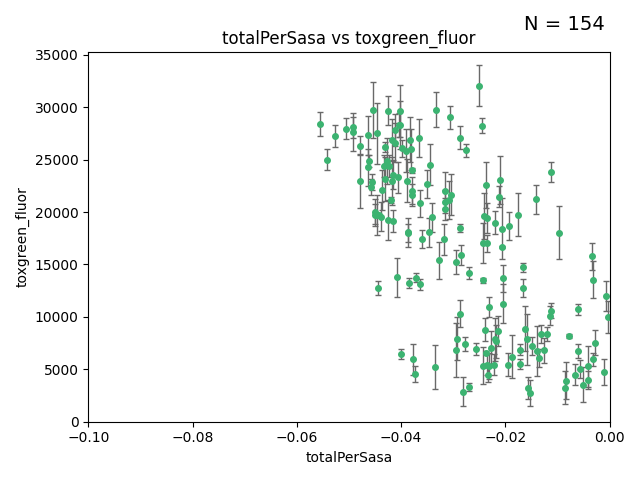 N = 154
totalPerSasa vs toxgreen_fluor
35000
30000
25000
20000
15000
10000
5000
0
toxgreen_fluor
−0.10 −0.08 −0.06 −0.04 −0.02 0.00
totalPerSasa